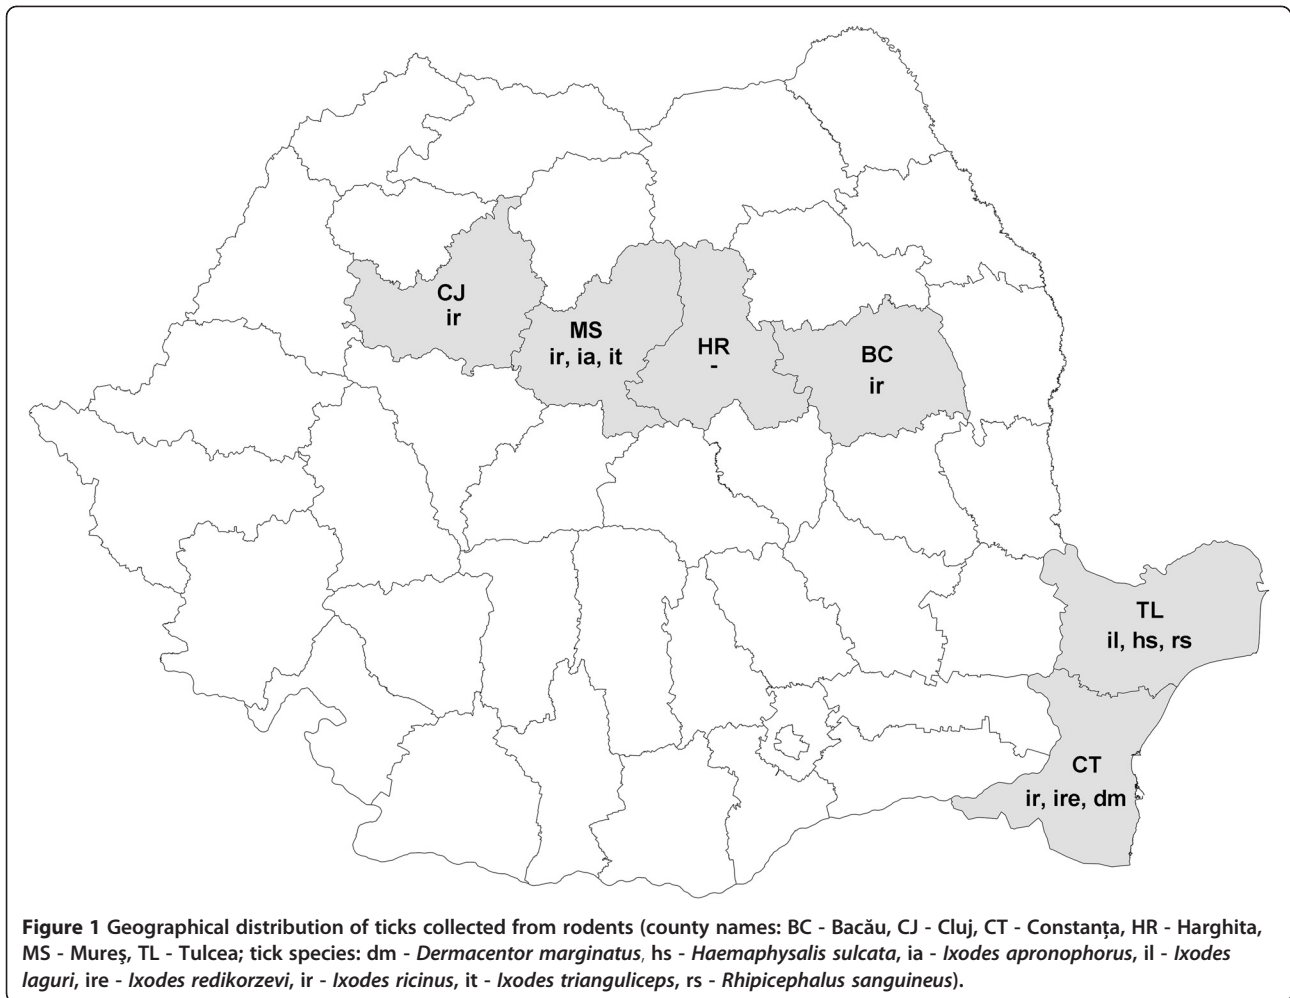 CJ
ir
MS
ir, ia, it
HR
-
BC
ir
TL
il, hs, rs
CT
ir, ire, dm
Figure 1 Geographical distribution of ticks collected from rodents (county names: BC - Bacău, CJ - Cluj, CT - Constanța, HR - Harghita,
MS - Mureş, TL - Tulcea; tick species: dm - Dermacentor marginatus, hs - Haemaphysalis sulcata, ia - Ixodes apronophorus, il - Ixodes
laguri, ire - Ixodes redikorzevi, ir - Ixodes ricinus, it - Ixodes trianguliceps, rs - Rhipicephalus sanguineus).